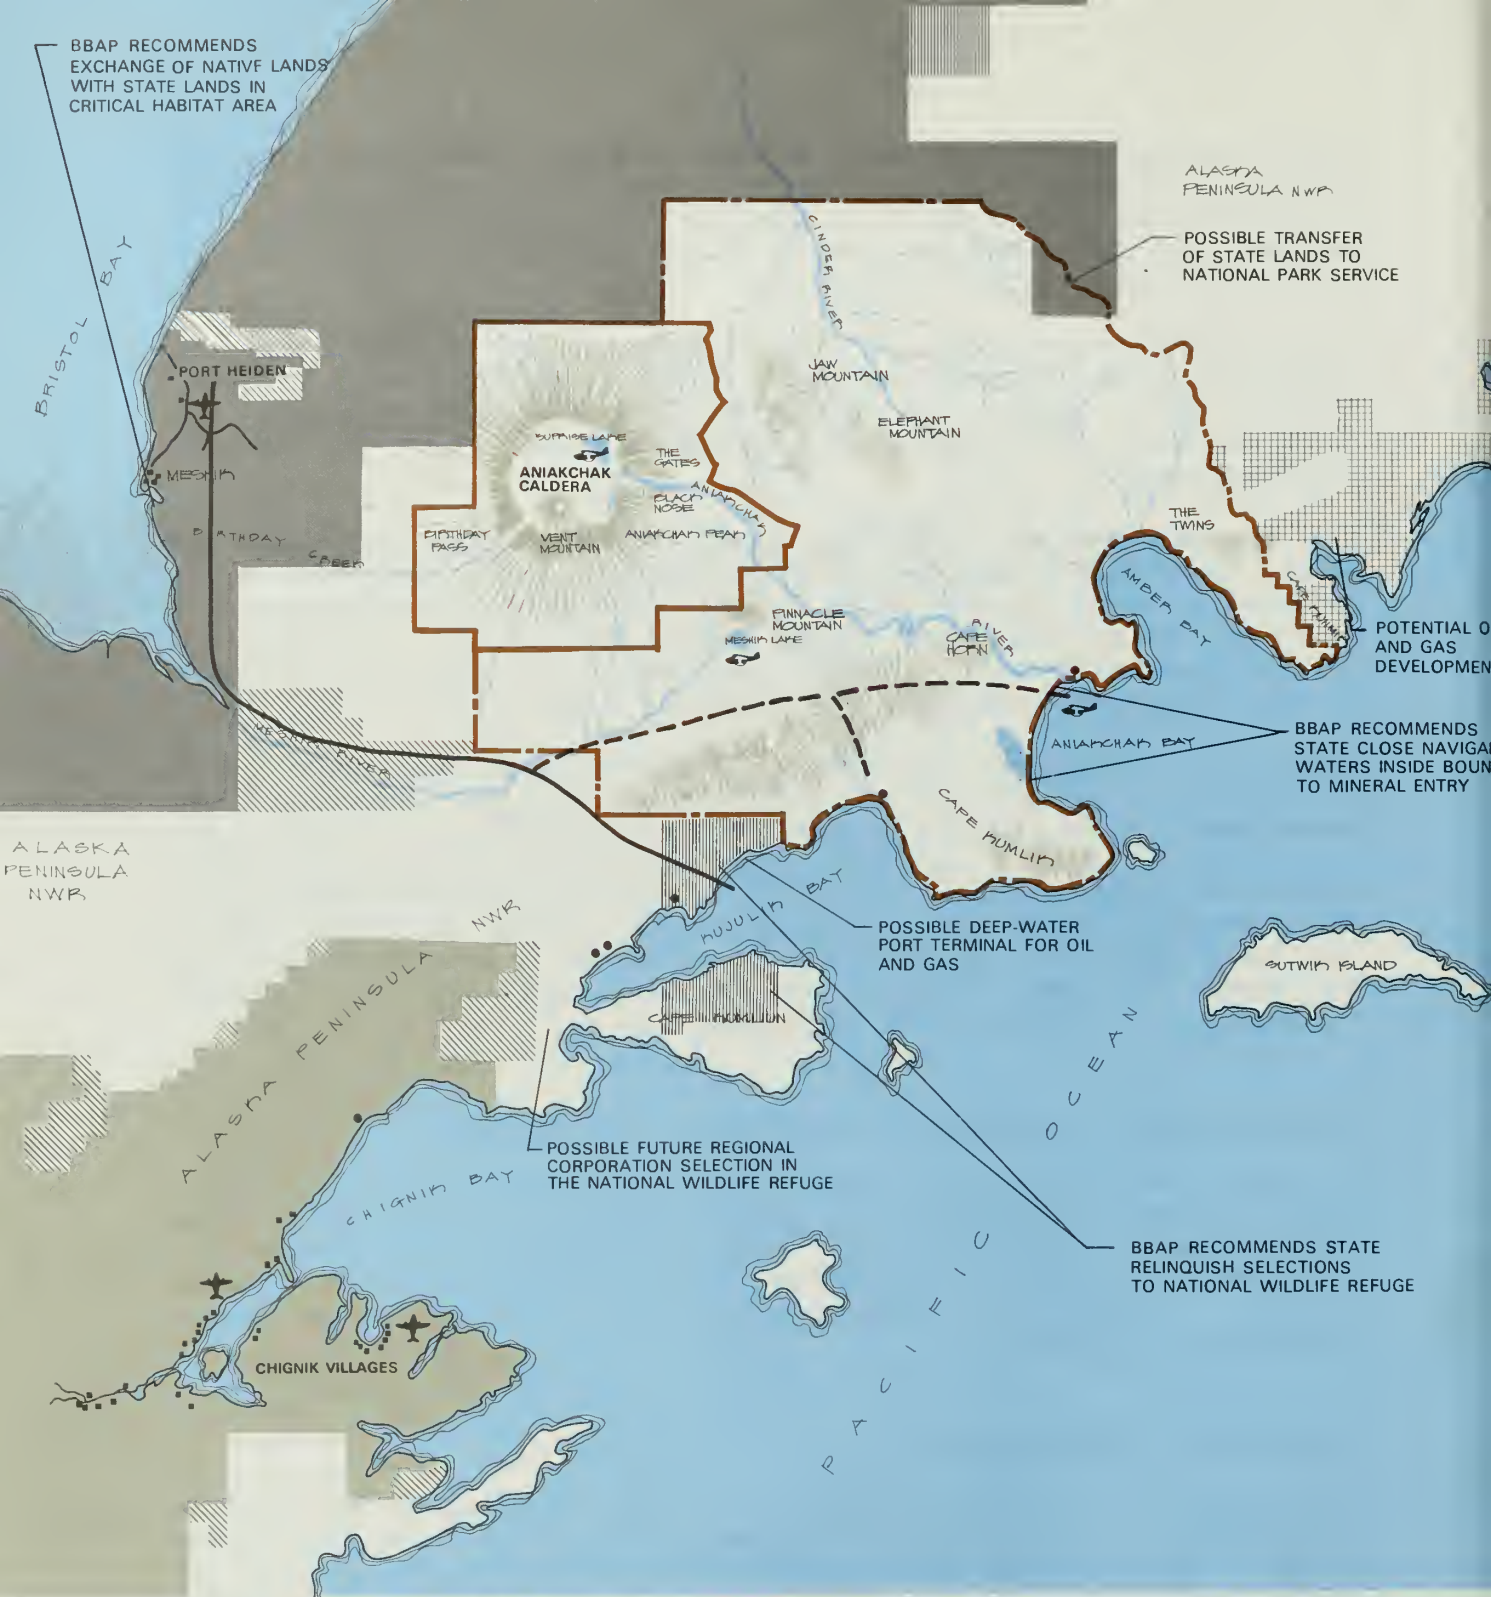 BBAP RECOMMENDS
EXCHANGE OF NATIVE LANDS
WITH STATE LANDS IN
CRITICAL HABITAT AREA
ALASKA
PENINSULA NWR
POSSIBLE TRANSFER
OF STATE LANDS TO
NATIONAL PARK SERVICE
BRISTOL BAY
CINDER RIVER
PORT HEIDEN
JAW
MOUNTAIN
ELEPHANT
MOUNTAIN
SURPRISE LAKE
THE
GATES
ANIAKCHAK
CALDERA
MESHIK
BLACK
NOSE
ANIAKCHAK
THE
TWINS
BIRTHDAY
CREEK
BIRTHDAY
PASS
VENT
MOUNTAIN
ANIAKCHAK PEAK
AMBER BAY
CAPE KUMMIK
PINNACLE
MOUNTAIN
MESHIK LAKE
RIVER
CAPE
HORN
POTENTIAL O
AND GAS
DEVELOPMEN
MESHIK RIVER
ANIAKCHAK BAY
BBAP RECOMMENDS
STATE CLOSE NAVIGA
WATERS INSIDE BOUN
TO MINERAL ENTRY
CAPE KUMLIK
ALASKA
PENINSULA
NWR
KUJULIK BAY
POSSIBLE DEEP-WATER
PORT TERMINAL FOR OIL
AND GAS
ALASKA PENINSULA NWR
SUTWIK ISLAND
CAPE KUMLIUN
POSSIBLE FUTURE REGIONAL
CORPORATION SELECTION IN
THE NATIONAL WILDLIFE REFUGE
CHIGNIK BAY
PACIFIC OCEAN
BBAP RECOMMENDS STATE
RELINQUISH SELECTIONS
TO NATIONAL WILDLIFE REFUGE
CHIGNIK VILLAGES